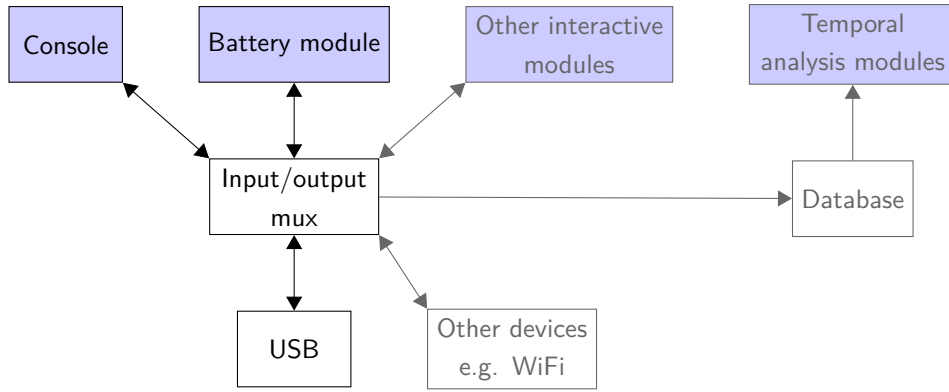 Console
Battery module
Other interactive
modules
Temporal
analysis modules
Input/output
mux
Database
USB
Other devices
e.g. WiFi